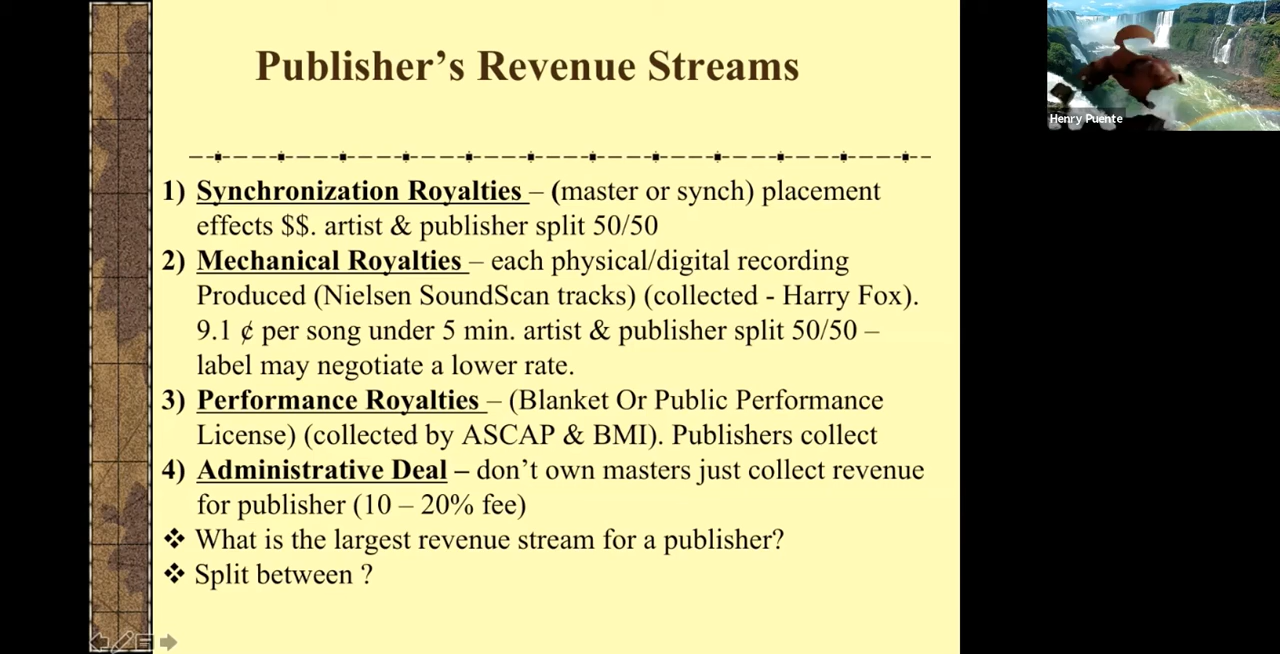 Publisher's Revenue Streams
Henry Puente
1) Synchronization Royalties – (master or synch) placement
effects $$. artist & publisher split 50/50
2) Mechanical Royalties – each physical/digital recording
Produced (Nielsen SoundScan tracks) (collected - Harry Fox).
9.1 ¢ per song under 5 min. artist & publisher split 50/50 –
label may negotiate a lower rate.
3) Performance Royalties – (Blanket Or Public Performance
License) (collected by ASCAP & BMI). Publishers collect
4) Administrative Deal – don't own masters just collect revenue
for publisher (10 – 20% fee)
❖ What is the largest revenue stream for a publisher?
❖ Split between ?